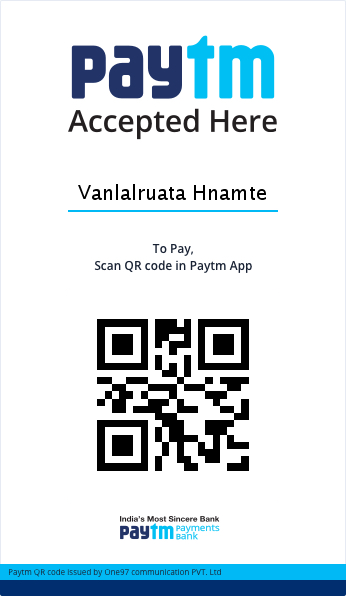 paytm
Accepted Here
Vanlalruata Hnamte
To Pay,
Scan QR code in Paytm App
India's Most Sincere Bank
paytm payments
bank
Paytm QR code issued by One97 communication PVT. Ltd